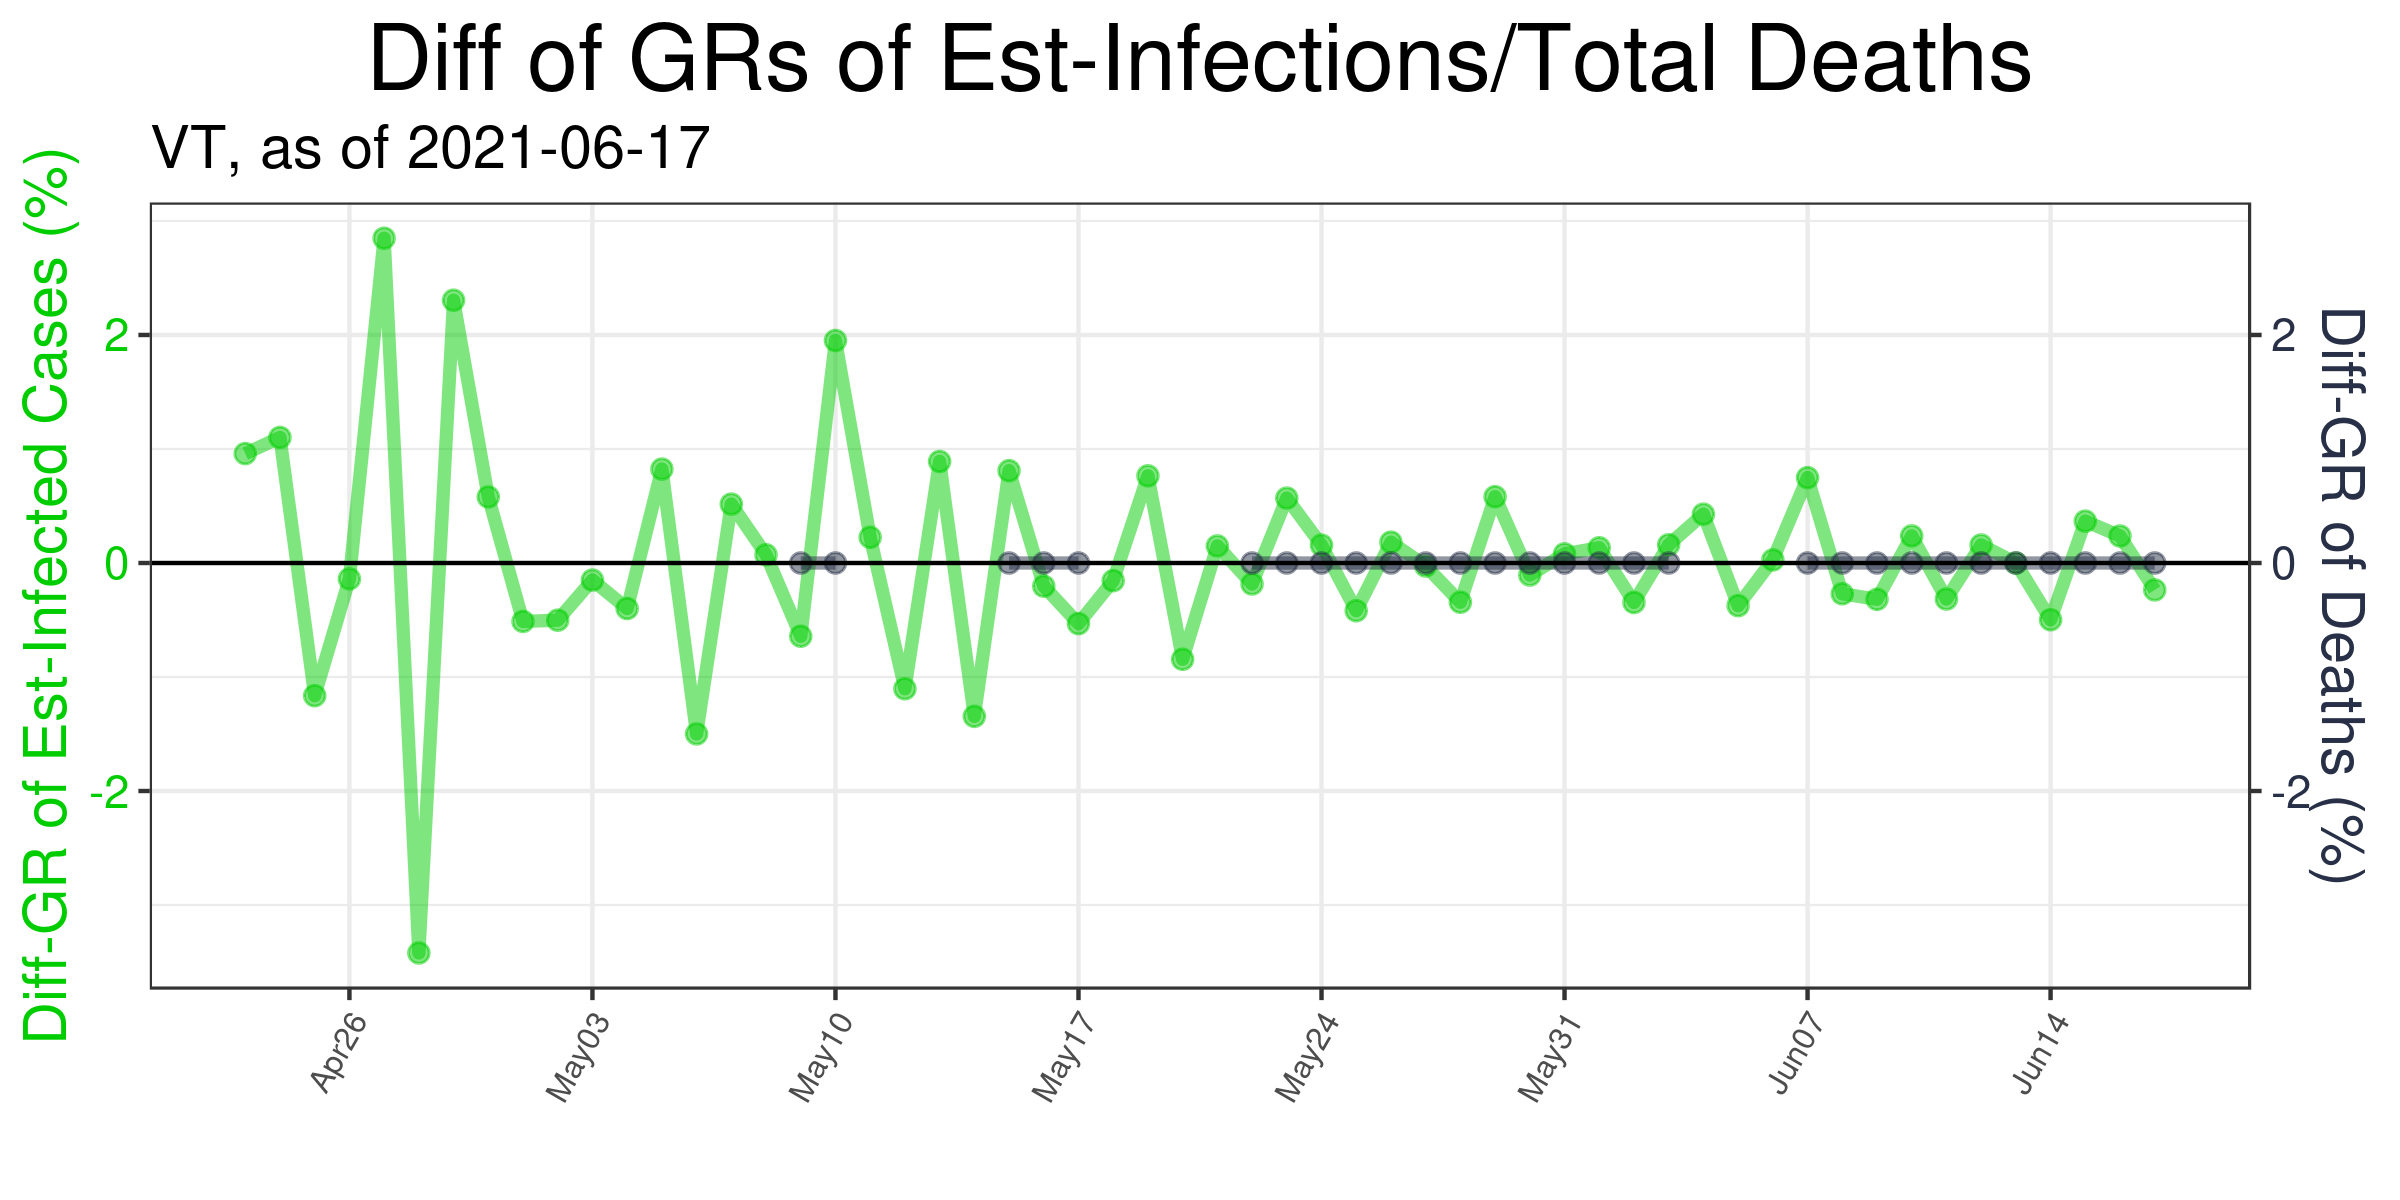 Diff of GRs of Est-Infections/Total Deaths
VT, as of 2021-06-17
Diff-GR of Est-Infected Cases (%)
2
0
-2
2
0
-2
Diff-GR of Deaths (%)
Apr26
May03
May10
May17
May24
May31
Jun07
Jun14